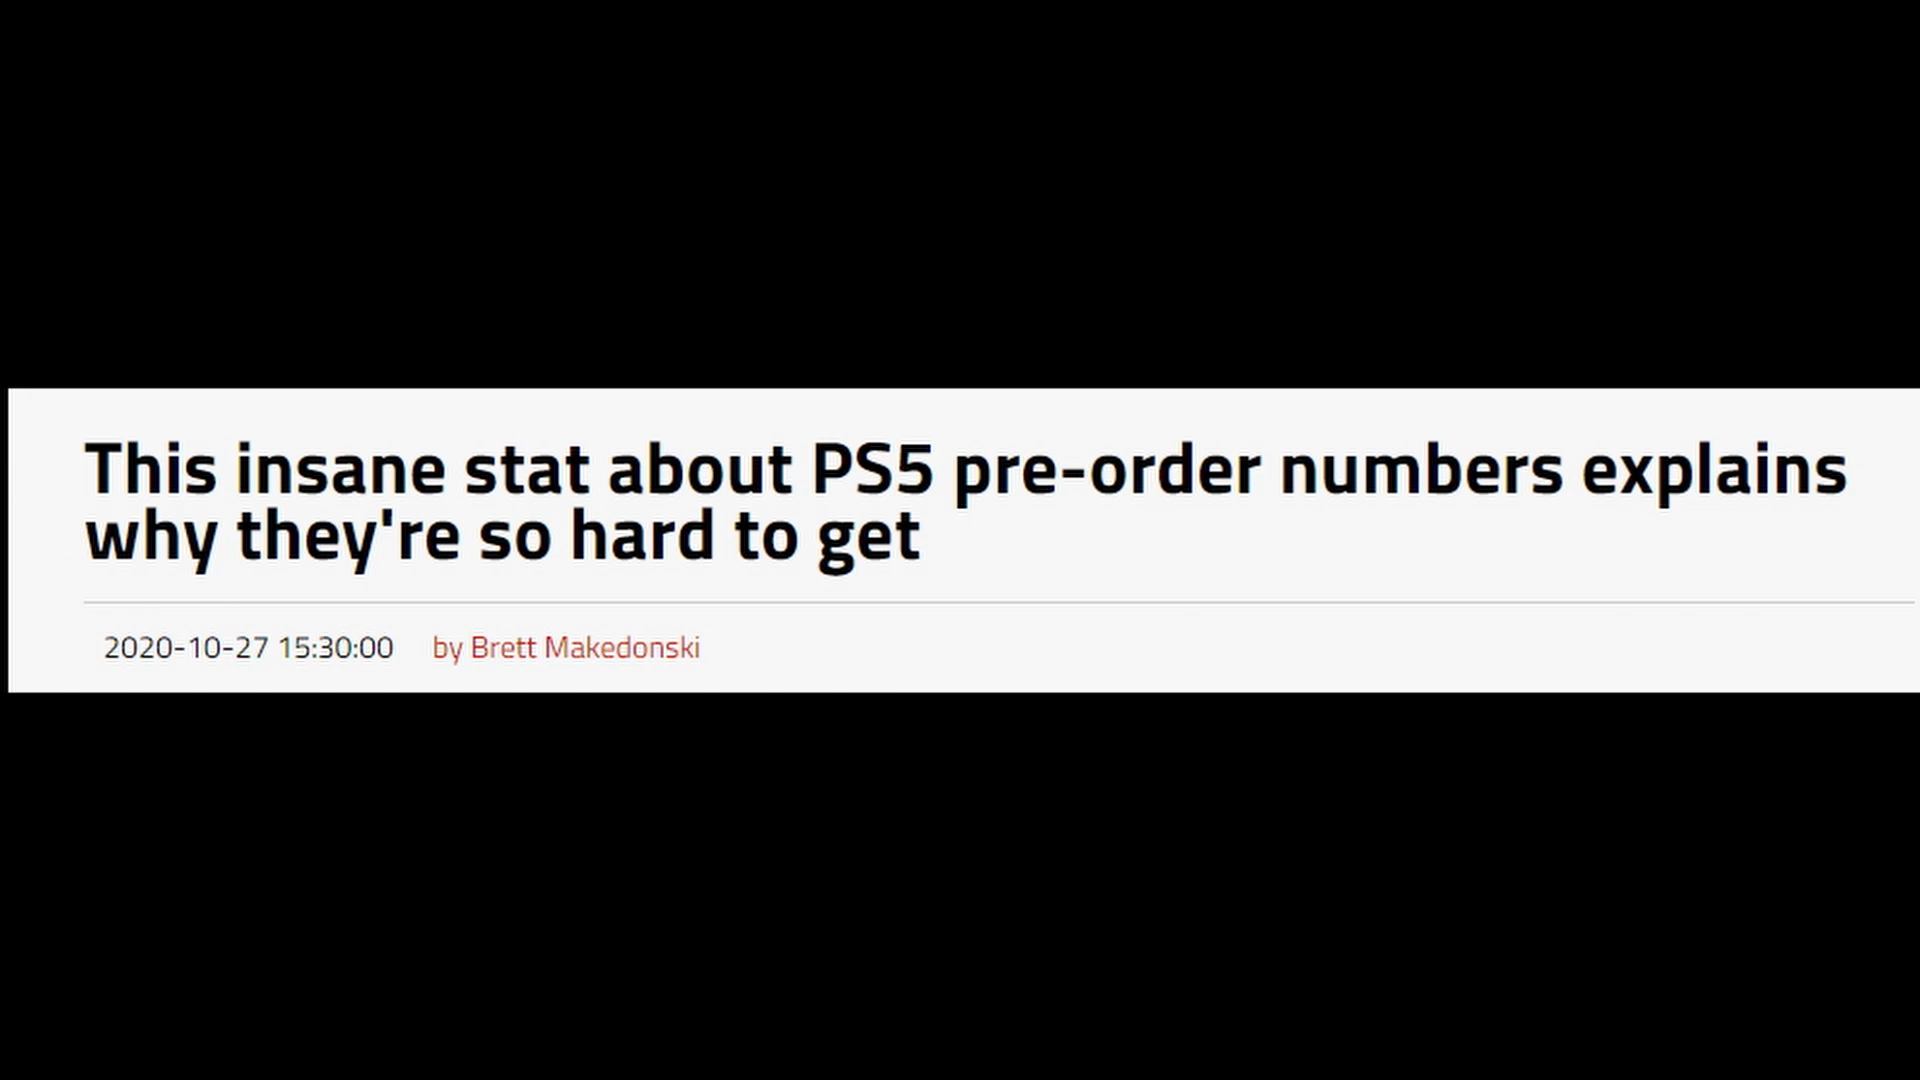 This insane stat about PS5 pre-order numbers explains
why they're so hard to get
2020-10-27 15:30:00 by Brett Makedonski